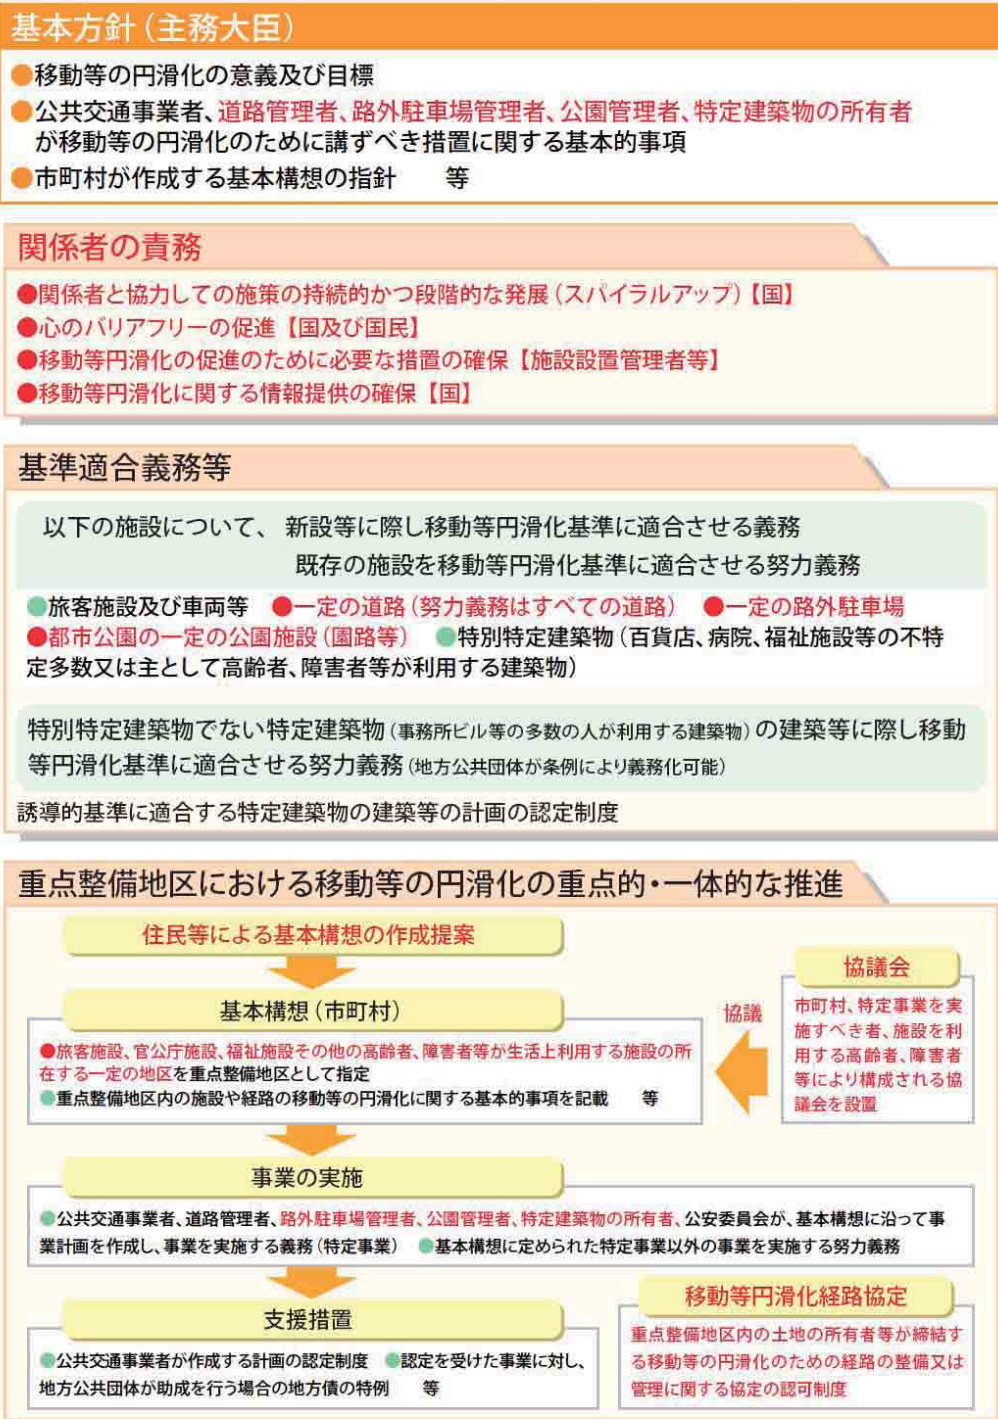 基本方針（主務大臣）
●移動等の円滑化の意義及び目標
●公共交通事業者、道路管理者、路外駐車場管理者、公園管理者、特定建築物の所有者
が移動等の円滑化のために講ずべき措置に関する基本的事項
●市町村が作成する基本構想の指針　　等
関係者の責務
●関係者と協力しての施策の持続的かつ段階的な発展（スパイラルアップ）【国】
●心のバリアフリーの促進【国及び国民】
●移動等円滑化の促進のために必要な措置の確保【施設設置管理者等】
●移動等円滑化に関する情報提供の確保【国】
基準適合義務等
以下の施設について、 新設等に際し移動等円滑化基準に適合させる義務
既存の施設を移動等円滑化基準に適合させる努力義務
●旅客施設及び車両等　●一定の道路（努力義務はすべての道路）　●一定の路外駐車場
●都市公園の一定の公園施設（園路等）　●特別特定建築物（百貨店、病院、福祉施設等の不特
定多数又は主として高齢者、障害者等が利用する建築物）
特別特定建築物でない特定建築物（事務所ビル等の多数の人が利用する建築物）の建築等に際し移動
等円滑化基準に適合させる努力義務（地方公共団体が条例により義務化可能）
誘導的基準に適合する特定建築物の建築等の計画の認定制度
重点整備地区における移動等の円滑化の重点的・一体的な推進
住民等による基本構想の作成提案
基本構想（市町村）
●旅客施設、官公庁施設、福祉施設その他の高齢者、障害者等が生活上利用する施設の所
在する一定の地区を重点整備地区として指定
●重点整備地区内の施設や経路の移動等の円滑化に関する基本的事項を記載　　等
協議
協議会
市町村、特定事業を実
施すべき者、施設を利
用する高齢者、障害者
等により構成される協
議会を設置
事業の実施
●公共交通事業者、道路管理者、路外駐車場管理者、公園管理者、特定建築物の所有者、公安委員会が、基本構想に沿って事
業計画を作成し、事業を実施する義務（特定事業）　●基本構想に定められた特定事業以外の事業を実施する努力義務
支援措置
●公共交通事業者が作成する計画の認定制度　●認定を受けた事業に対し、
地方公共団体が助成を行う場合の地方債の特例　　等
移動等円滑化経路協定
重点整備地区内の土地の所有者等が締結す
る移動等の円滑化のための経路の整備又は
管理に関する協定の認可制度